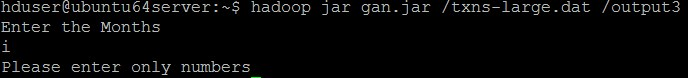 hduser@ubuntu64server:~$ hadoop jar gan.jar /txns-large.dat /output3
Enter the Months
i
Please enter only numbers